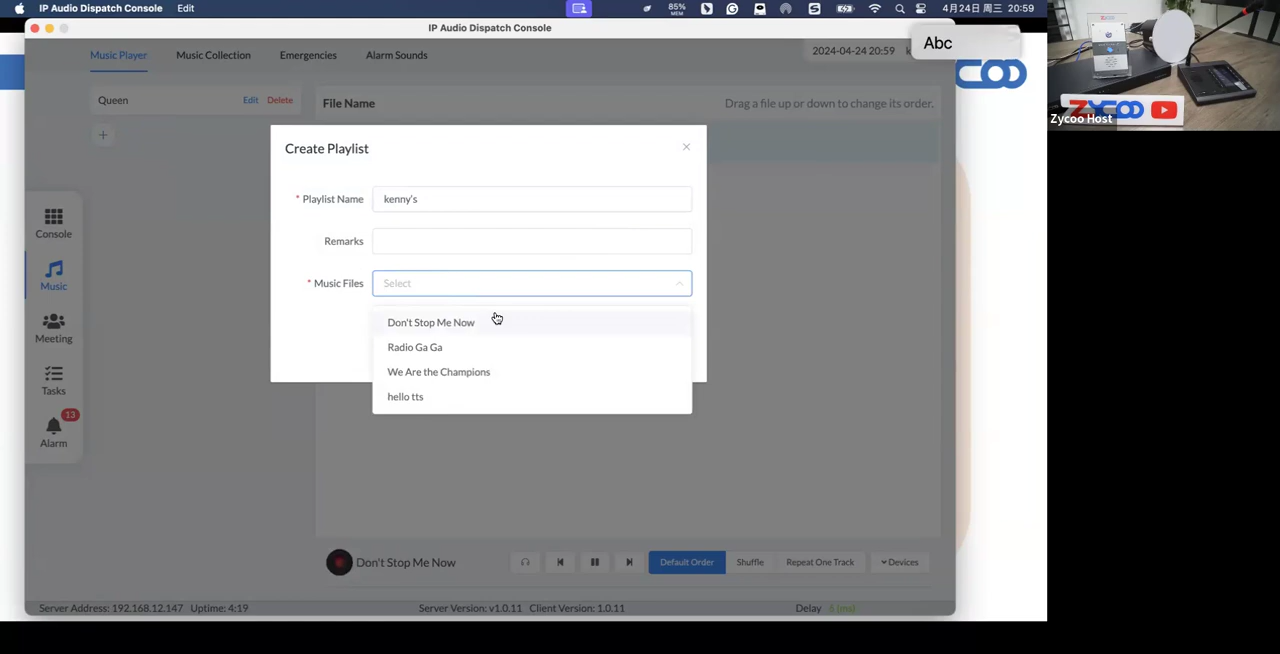 IP Audio Dispatch Console Edit 85% MEM 4月24日 周三 20:59
IP Audio Dispatch Console
Music Player Music Collection Emergencies Alarm Sounds 2024-04-24 20:59
Abc
Queen Edit Delete
File Name Drag a file up or down to change its order.
Create Playlist
* Playlist Name kenny's
Remarks
* Music Files Select
Don't Stop Me Now
Radio Ga Ga
We Are the Champions
hello tts
Console
Music
Meeting
Tasks
13
Alarm
Don't Stop Me Now Default Order Shuffle Repeat One Track Devices
Server Address: 192.168.12.147 Uptime: 4:19 Server Version: v1.0.11 Client Version: 1.0.11 Delay 6 (ms)
ZYCOO
Zycoo Host